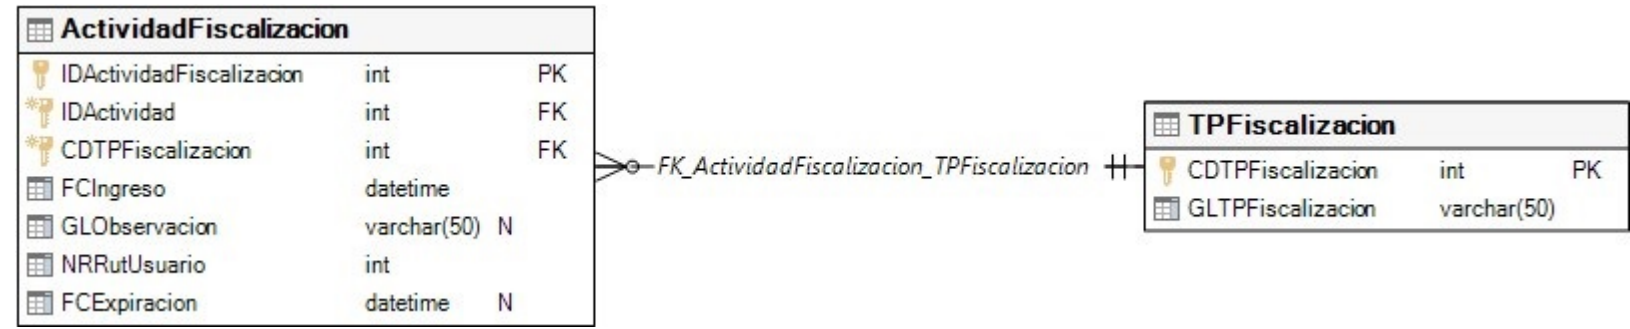 ActividadFiscalizacion
IDActividadFiscalizacion int PK
IDActividad int FK
CDTPFiscalizacion int FK
FCIngreso datetime
GLObservacion varchar(50) N
NRRutUsuario int
FCExpiracion datetime N
FK_ActividadFiscalizacion_TPFiscalizacion
TPFiscalizacion
CDTPFiscalizacion int PK
GLTPFiscalizacion varchar(50)